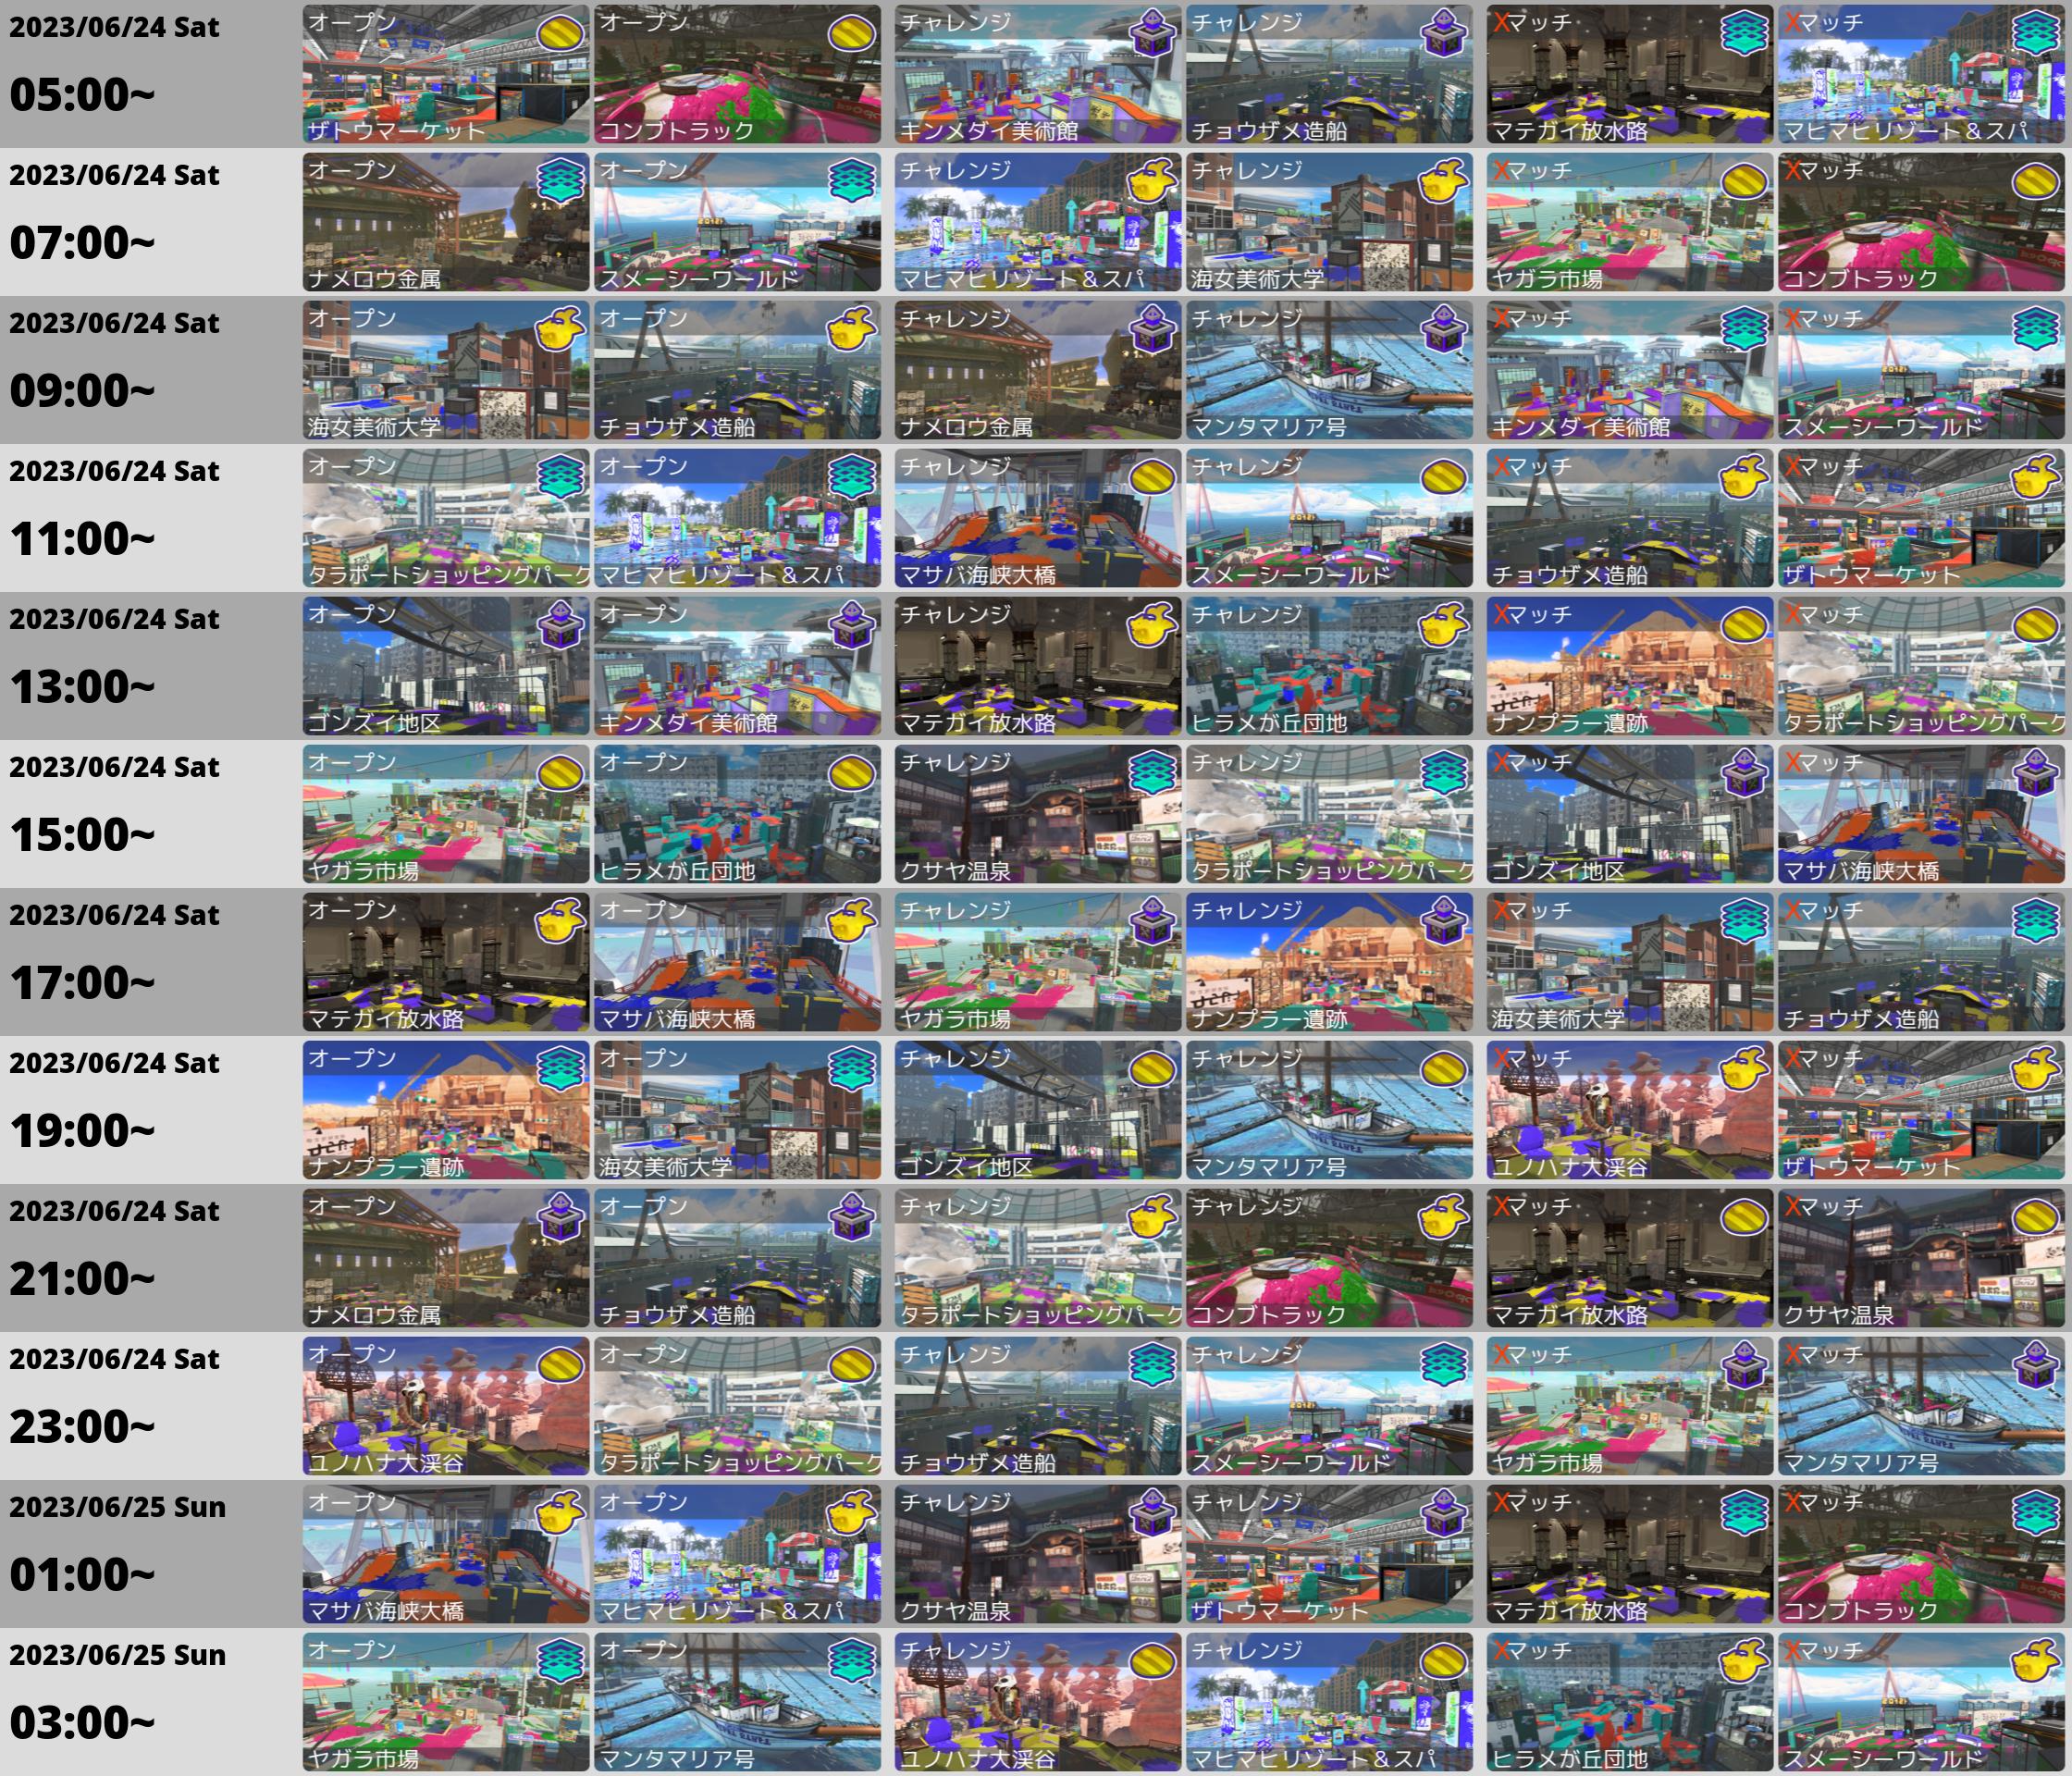 2023/06/24 Sat
05:00~
オープン
ザトウマーケット
オープン
コンブトラック
チャレンジ
キンメダイ美術館
チャレンジ
チョウザメ造船
Xマッチ
マテガイ放水路
Xマッチ
マヒマヒリゾート＆スパ
2023/06/24 Sat
07:00~
オープン
ナメロウ金属
オープン
スメーシーワールド
チャレンジ
マヒマヒリゾート＆スパ
チャレンジ
海女美術大学
Xマッチ
ヤガラ市場
Xマッチ
コンブトラック
2023/06/24 Sat
09:00~
オープン
海女美術大学
オープン
チョウザメ造船
チャレンジ
ナメロウ金属
チャレンジ
マンタマリア号
Xマッチ
キンメダイ美術館
Xマッチ
スメーシーワールド
2023/06/24 Sat
11:00~
オープン
タラポートショッピングパーク
オープン
マヒマヒリゾート＆スパ
チャレンジ
マサバ海峡大橋
チャレンジ
スメーシーワールド
Xマッチ
チョウザメ造船
Xマッチ
ザトウマーケット
2023/06/24 Sat
13:00~
オープン
ゴンズイ地区
オープン
キンメダイ美術館
チャレンジ
マテガイ放水路
チャレンジ
ヒラメが丘団地
Xマッチ
ナンプラー遺跡
Xマッチ
タラポートショッピングパーク
2023/06/24 Sat
15:00~
オープン
ヤガラ市場
オープン
ヒラメが丘団地
チャレンジ
クサヤ温泉
チャレンジ
タラポートショッピングパーク
Xマッチ
ゴンズイ地区
Xマッチ
マサバ海峡大橋
2023/06/24 Sat
17:00~
オープン
マテガイ放水路
オープン
マサバ海峡大橋
チャレンジ
ヤガラ市場
チャレンジ
ナンプラー遺跡
Xマッチ
海女美術大学
Xマッチ
チョウザメ造船
2023/06/24 Sat
19:00~
オープン
ナンプラー遺跡
オープン
海女美術大学
チャレンジ
ゴンズイ地区
チャレンジ
マンタマリア号
Xマッチ
ユノハナ大渓谷
Xマッチ
ザトウマーケット
2023/06/24 Sat
21:00~
オープン
ナメロウ金属
オープン
チョウザメ造船
チャレンジ
タラポートショッピングパーク
チャレンジ
コンブトラック
Xマッチ
マテガイ放水路
Xマッチ
クサヤ温泉
2023/06/24 Sat
23:00~
オープン
ユノハナ大渓谷
オープン
タラポートショッピングパーク
チャレンジ
チョウザメ造船
チャレンジ
スメーシーワールド
Xマッチ
ヤガラ市場
Xマッチ
マンタマリア号
2023/06/25 Sun
01:00~
オープン
マサバ海峡大橋
オープン
マヒマヒリゾート＆スパ
チャレンジ
クサヤ温泉
チャレンジ
ザトウマーケット
Xマッチ
マテガイ放水路
Xマッチ
コンブトラック
2023/06/25 Sun
03:00~
オープン
ヤガラ市場
オープン
マンタマリア号
チャレンジ
ユノハナ大渓谷
チャレンジ
マヒマヒリゾート＆スパ
Xマッチ
ヒラメが丘団地
Xマッチ
スメーシーワールド